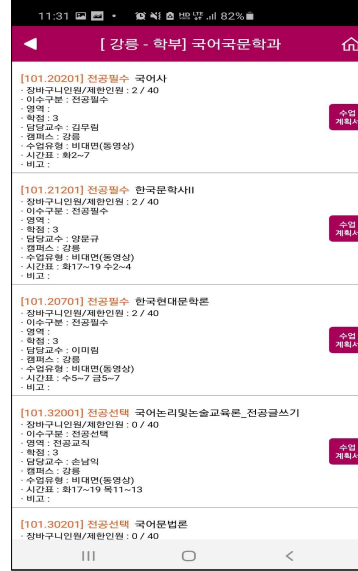 11:31 82%
[ 강릉 - 학부] 국어국문학과
[101.20201] 전공필수 국어사
· 장바구니인원/제한인원 : 2 / 40
· 이수구분 : 전공필수
· 영역 :
· 학점 : 3
· 담당교수 : 김무림
· 캠퍼스 : 강릉
· 수업유형 : 비대면(동영상)
· 시간표 : 화2~7
· 비고 :
수업
계획서
[101.21201] 전공필수 한국문학사II
· 장바구니인원/제한인원 : 2 / 40
· 이수구분 : 전공필수
· 영역 :
· 학점 : 3
· 담당교수 : 양문규
· 캠퍼스 : 강릉
· 수업유형 : 비대면(동영상)
· 시간표 : 화17~19 수2~4
· 비고 :
수업
계획서
[101.20701] 전공필수 한국현대문학론
· 장바구니인원/제한인원 : 2 / 40
· 이수구분 : 전공필수
· 영역 :
· 학점 : 3
· 담당교수 : 이미림
· 캠퍼스 : 강릉
· 수업유형 : 비대면(동영상)
· 시간표 : 수5~7 금5~7
· 비고 :
수업
계획서
[101.32001] 전공선택 국어논리및논술교육론_전공글쓰기
· 장바구니인원/제한인원 : 0 / 40
· 이수구분 : 전공선택
· 영역 : 전공교직
· 학점 : 3
· 담당교수 : 손남익
· 캠퍼스 : 강릉
· 수업유형 : 비대면(동영상)
· 시간표 : 화17~19 목11~13
· 비고 :
수업
계획서
[101.30201] 전공선택 국어문법론
· 장바구니인원/제한인원 : 0 / 40